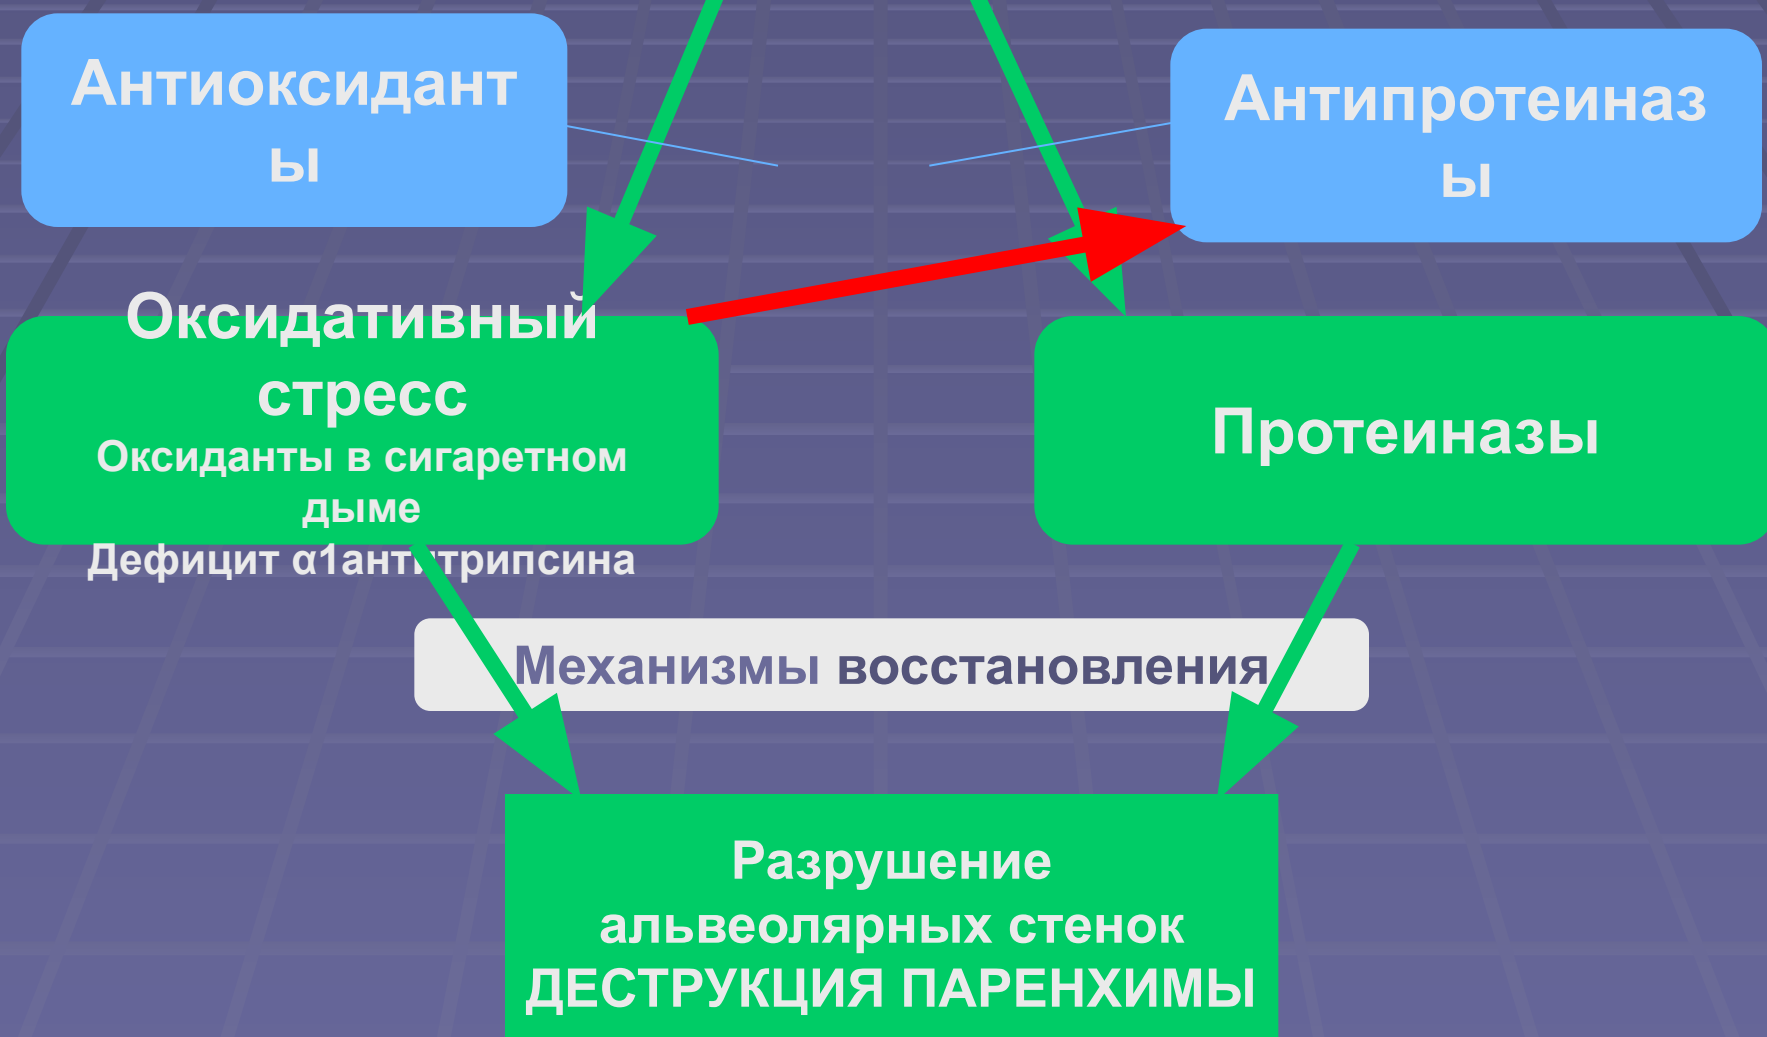 Антиоксидант
ы
Антипротеиназ
ы
Оксидативный
стресс
Оксиданты в сигаретном
дыме
Дефицит α1антитрипсина
Протеиназы
Механизмы восстановления
Разрушение
альвеолярных стенок
ДЕСТРУКЦИЯ ПАРЕНХИМЫ